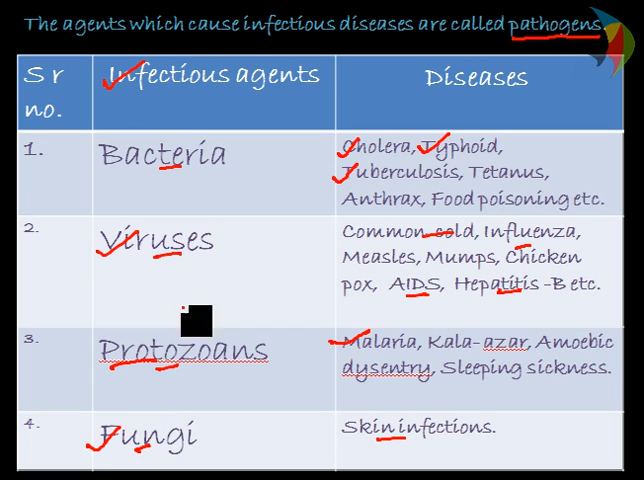 The agents which cause infectious diseases are called pathogens
Sr no.
Infectious agents
Diseases
1.
Bacteria
Cholera, Typhoid,
Tuberculosis, Tetanus,
Anthrax, Food poisoning etc.
2.
Viruses
Common cold, Influenza,
Measles, Mumps, Chicken
pox, AIDS, Hepatitis -B etc.
3.
Protozoans
Malaria, Kala-azar, Amoebic
dysentry, Sleeping sickness.
4.
Fungi
Skin infections.